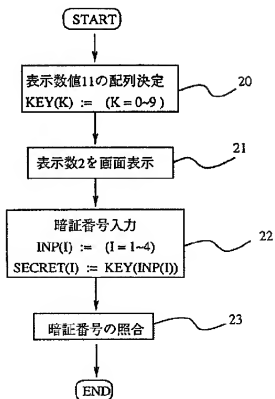 START
表示数値11の配列決定
KEY(K) := (K = 0~9 )
20
表示数2を画面表示
21
暗証番号入力
INP(I) := (I = 1~4)
SECRET(I) := KEY(INP(I))
22
暗証番号の照合
23
END